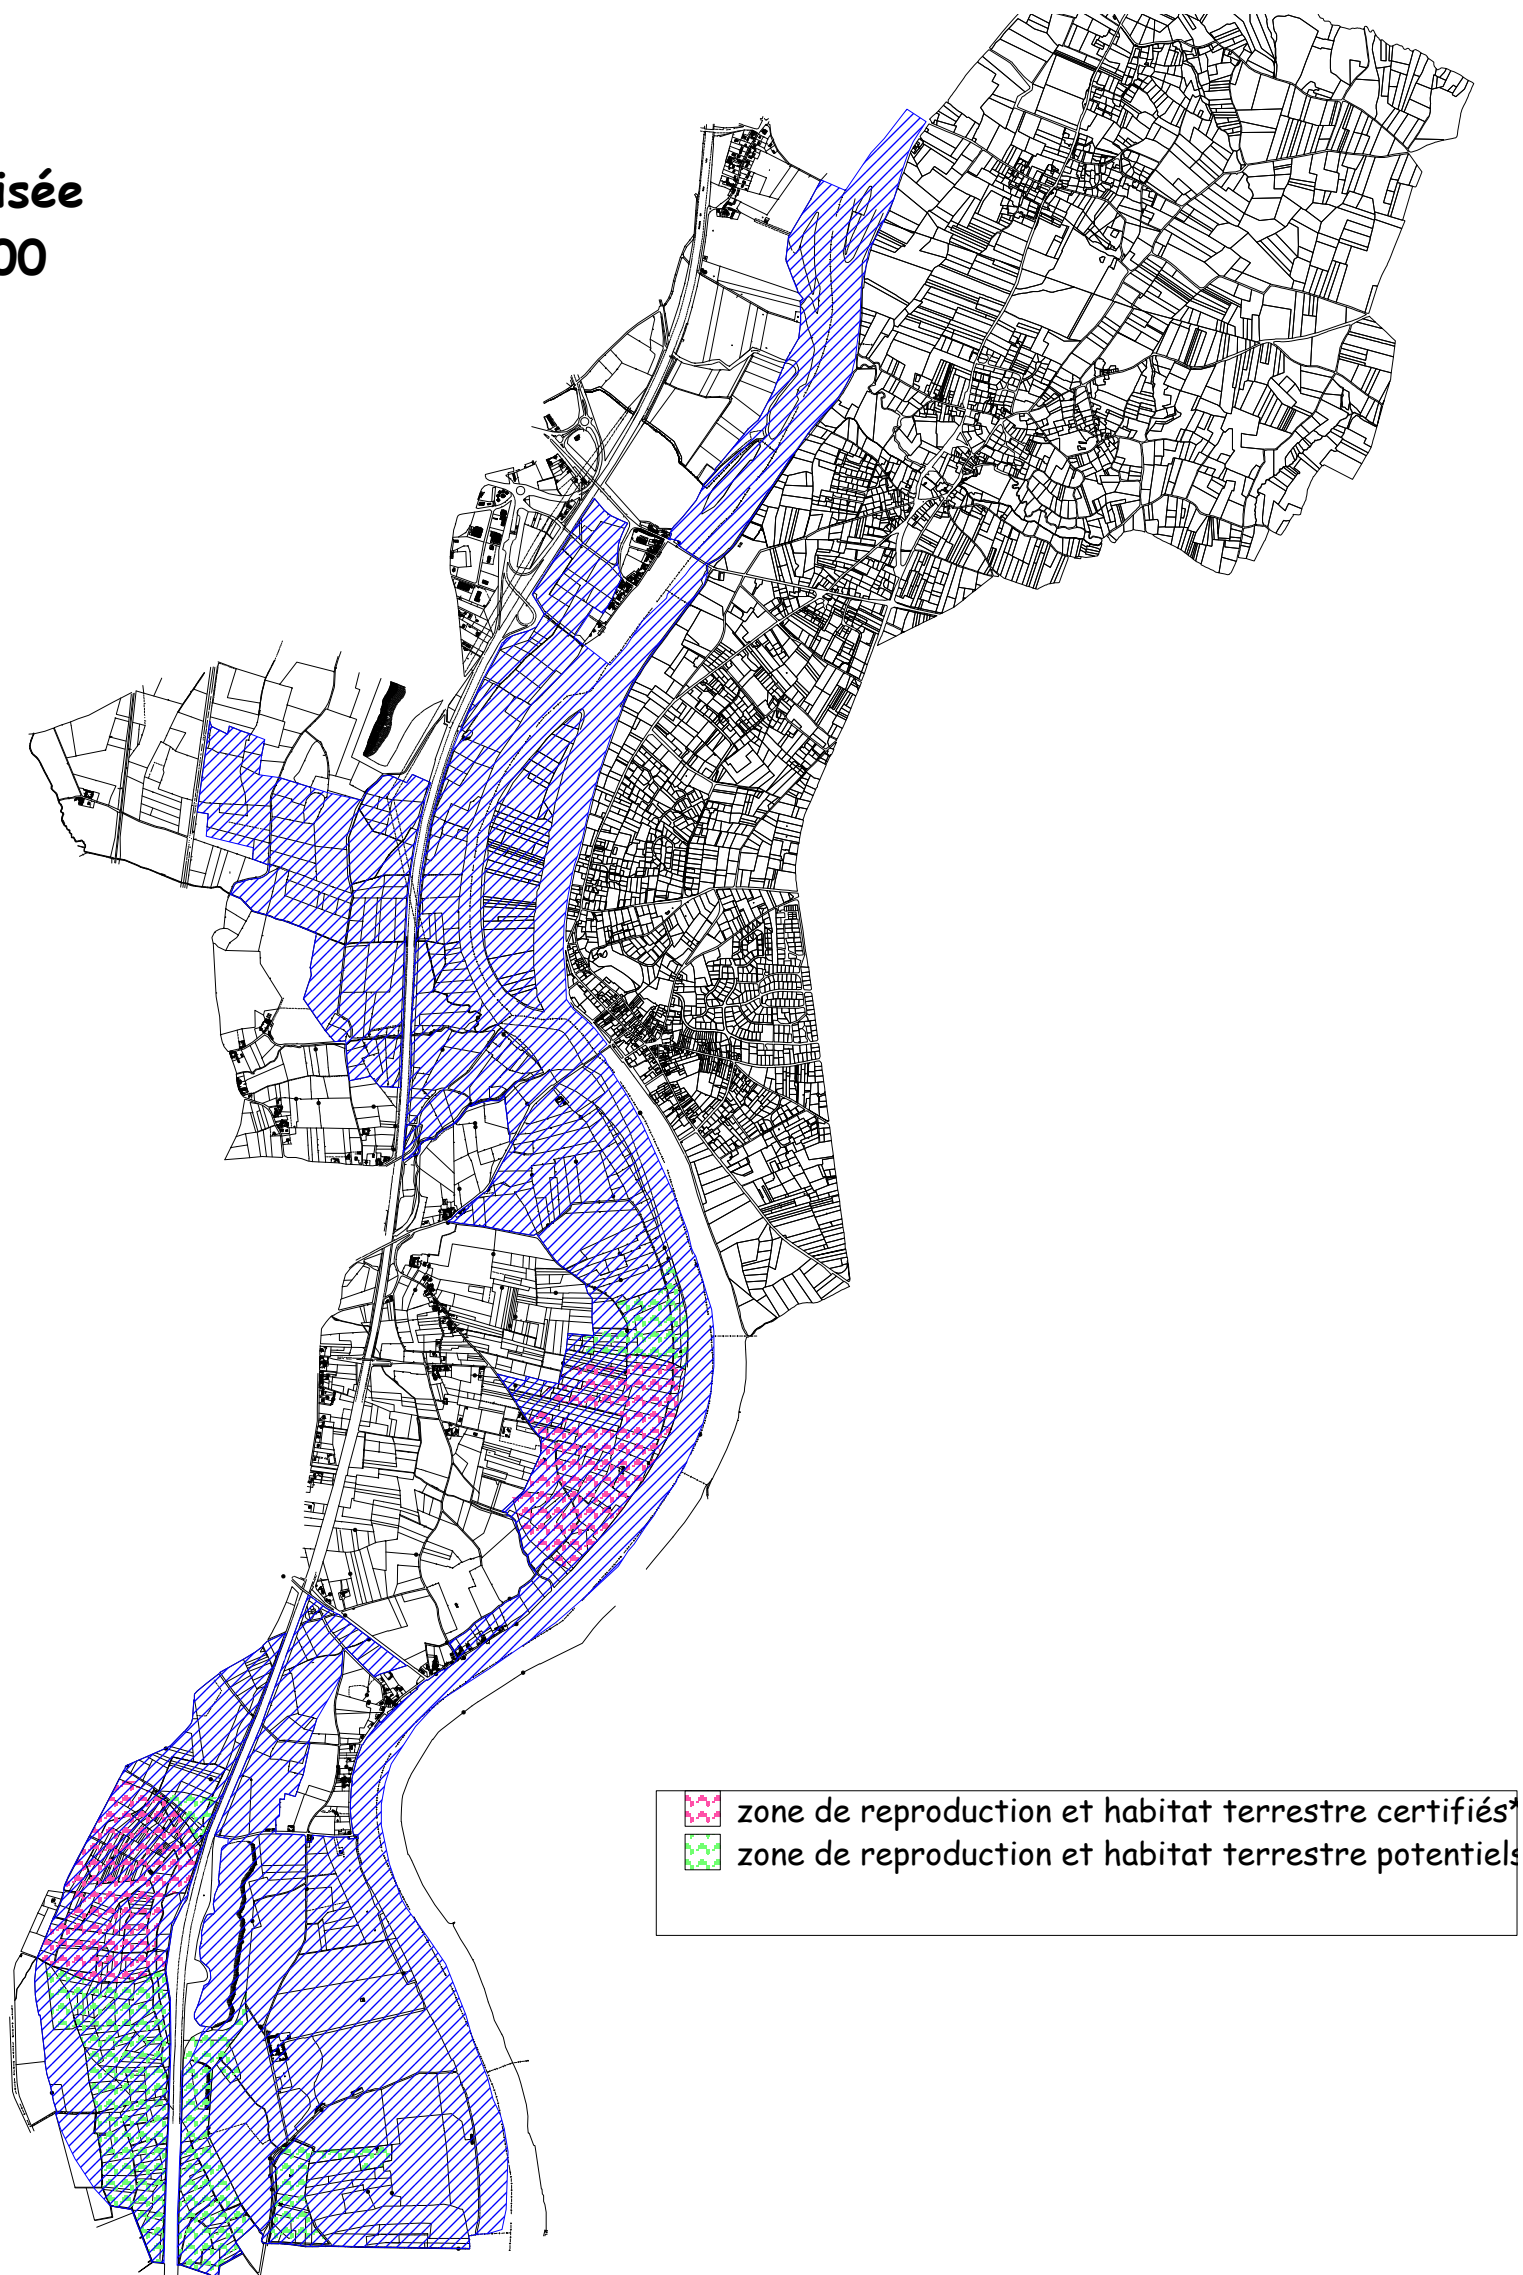 isée
00
zone de reproduction et habitat terrestre certifiés*
zone de reproduction et habitat terrestre potentiels